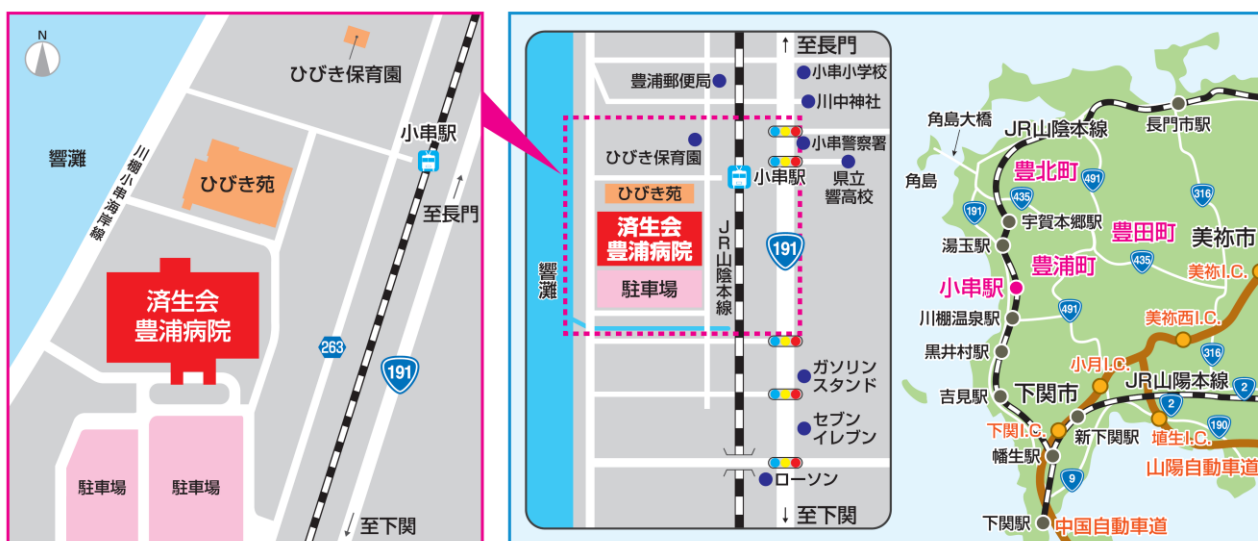 N
ひびき保育園
小串駅
響灘
川棚小串海岸線
ひびき苑
至長門
済生会
豊浦病院
263
191
駐車場
駐車場
至下関
至長門
豊浦郵便局
小串小学校
川中神社
小串警察署
ひびき保育園
小串駅
県立
響高校
ひびき苑
済生会
豊浦病院
駐車場
JR山陰本線
191
響灘
ガソリン
スタンド
セブン
イレブン
ローソン
至下関
角島大橋
JR山陰本線
長門市駅
角島
豊北町
491
316
435
191
宇賀本郷駅
豊田町
美祢市
湯玉駅
豊浦町
435
美祢I.C.
小串駅
491
川棚温泉駅
美祢西I.C.
黒井村駅
316
小月I.C.
JR山陽本線
2
吉見駅
下関市
2
190
下関I.C.
新下関駅
埴生I.C.
幡生駅
山陽自動車道
9
下関駅
中国自動車道